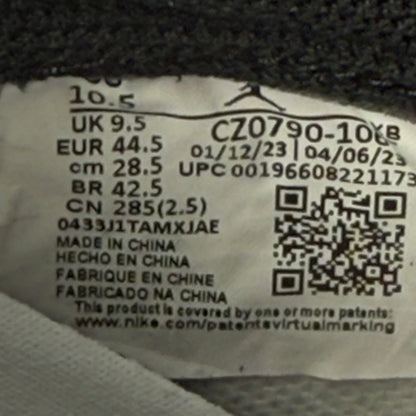 10.5
UK 9.5
EUR 44.5
cm 28.5
BR 42.5
CN 285(2.5)
0433J1TAMXJAE
MADE IN CHINA
HECHO EN CHINA
FABRIQUE EN CHINE
FABRICADO NA CHINA
CZ0790-106
01/12/23 | 04/06/23
UPC 00196608221173
This product is covered by one or more patents:
www.nike.com/patentsvirtualmarking